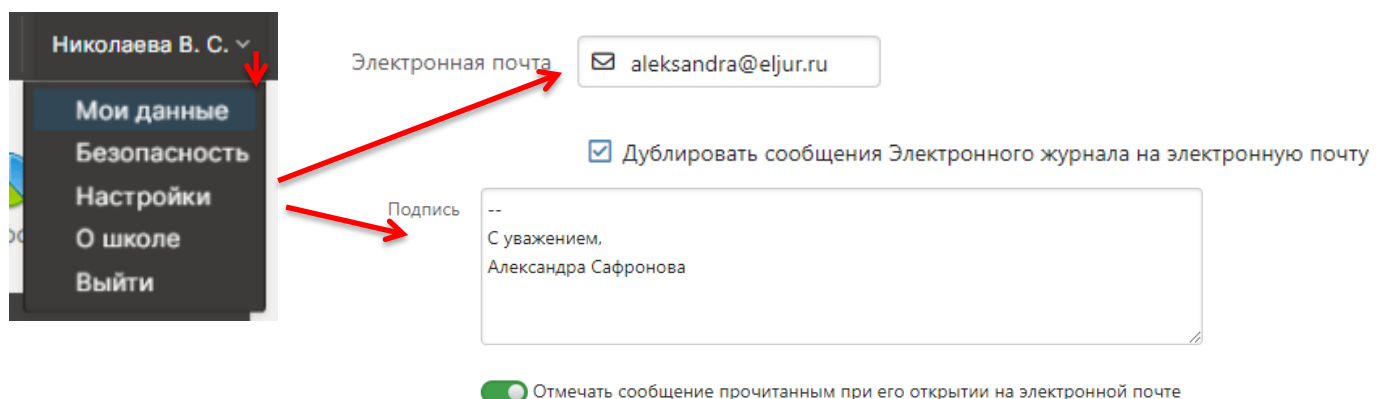 Николаева В. С.
Мои данные
Безопасность
Настройки
О школе
Выйти
Электронная почта
aleksandra@eljur.ru
Дублировать сообщения Электронного журнала на электронную почту
Подпись
--
С уважением,
Александра Сафронова
Отмечать сообщение прочитанным при его открытии на электронной почте